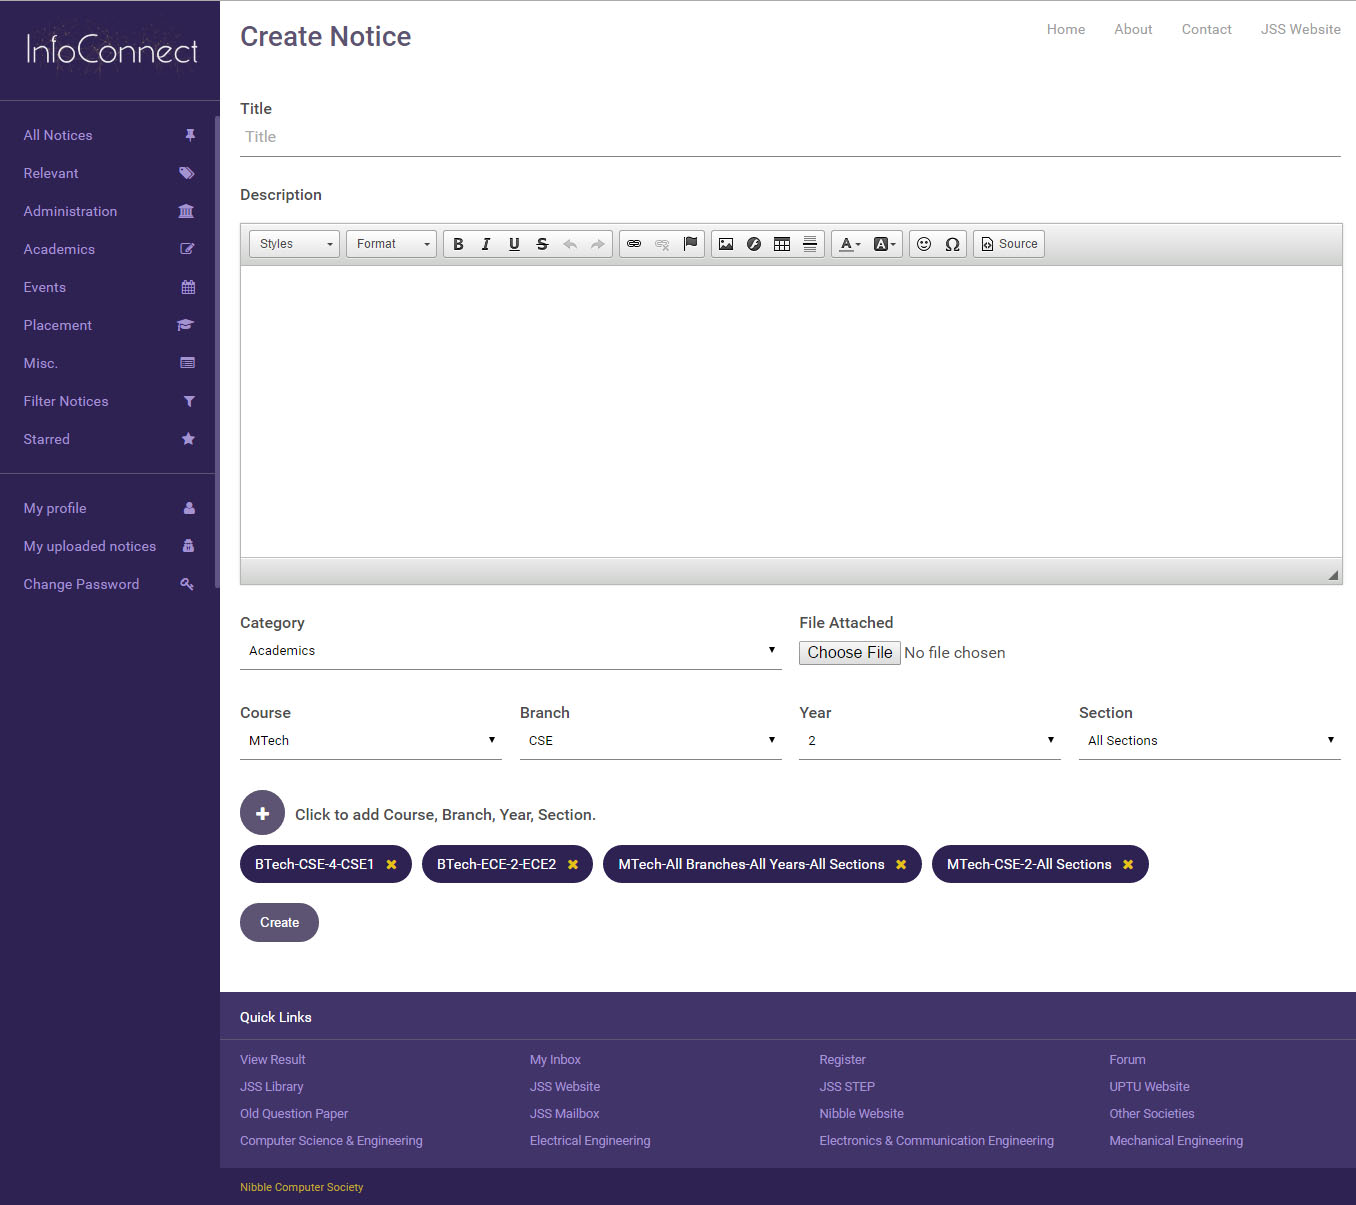 InfoConnect
All Notices
Relevant
Administration
Academics
Events
Placement
Misc.
Filter Notices
Starred
My profile
My uploaded notices
Change Password
Create Notice
Home About Contact JSS Website
Title
Title
Description
Styles Format B I U S A A Ω Source
Category File Attached
Academics Choose File No file chosen
Course Branch Year Section
MTech CSE 2 All Sections
Click to add Course, Branch, Year, Section.
BTech-CSE-4-CSE1 BTech-ECE-2-ECE2 MTech-All Branches-All Years-All Sections MTech-CSE-2-All Sections
Create
Quick Links
View Result My Inbox Register Forum
JSS Library JSS Website JSS STEP UPTU Website
Old Question Paper JSS Mailbox Nibble Website Other Societies
Computer Science & Engineering Electrical Engineering Electronics & Communication Engineering Mechanical Engineering
Nibble Computer Society